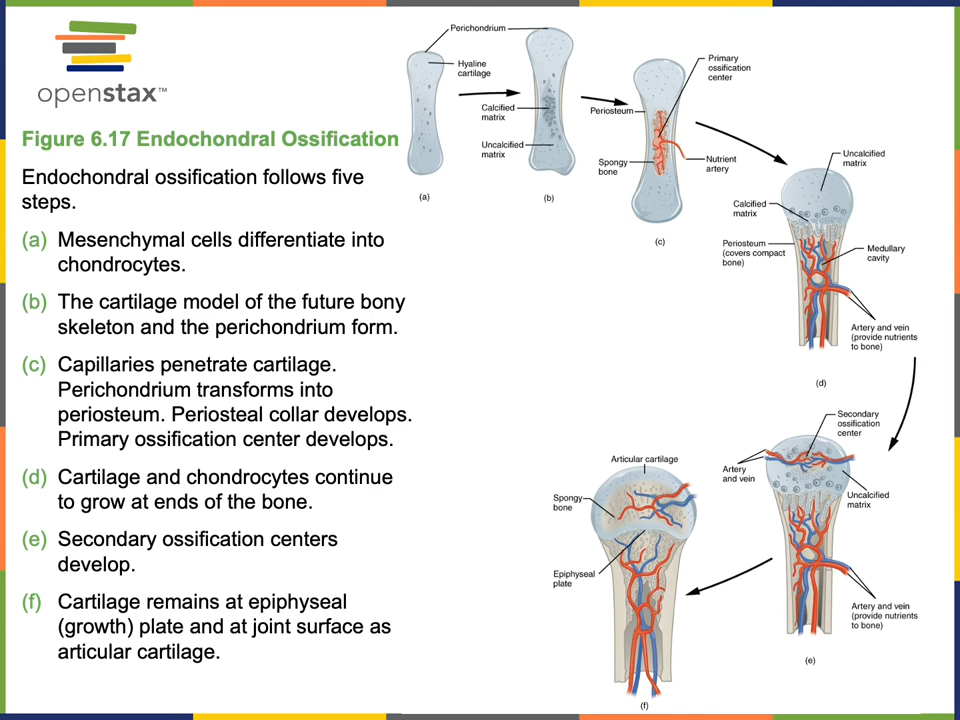 openstax™
Figure 6.17 Endochondral Ossification
Endochondral ossification follows five
steps.
(a) Mesenchymal cells differentiate into
chondrocytes.
(b) The cartilage model of the future bony
skeleton and the perichondrium form.
(c) Capillaries penetrate cartilage.
Perichondrium transforms into
periosteum. Periosteal collar develops.
Primary ossification center develops.
(d) Cartilage and chondrocytes continue
to grow at ends of the bone.
(e) Secondary ossification centers
develop.
(f) Cartilage remains at epiphyseal
(growth) plate and at joint surface as
articular cartilage.
Perichondrium
Hyaline
cartilage
Calcified
matrix
Uncalcified
matrix
(a)
(b)
Primary
ossification
center
Periosteum
Spongy
bone
Nutrient
artery
(c)
Uncalcified
matrix
Calcified
matrix
Periosteum
(covers compact
bone)
Medullary
cavity
Artery and vein
(provide nutrients
to bone)
(d)
Secondary
ossification
center
Artery
and vein
Uncalcified
matrix
Artery and vein
(provide nutrients
to bone)
(e)
Articular cartilage
Spongy
bone
Epiphyseal
plate
(f)